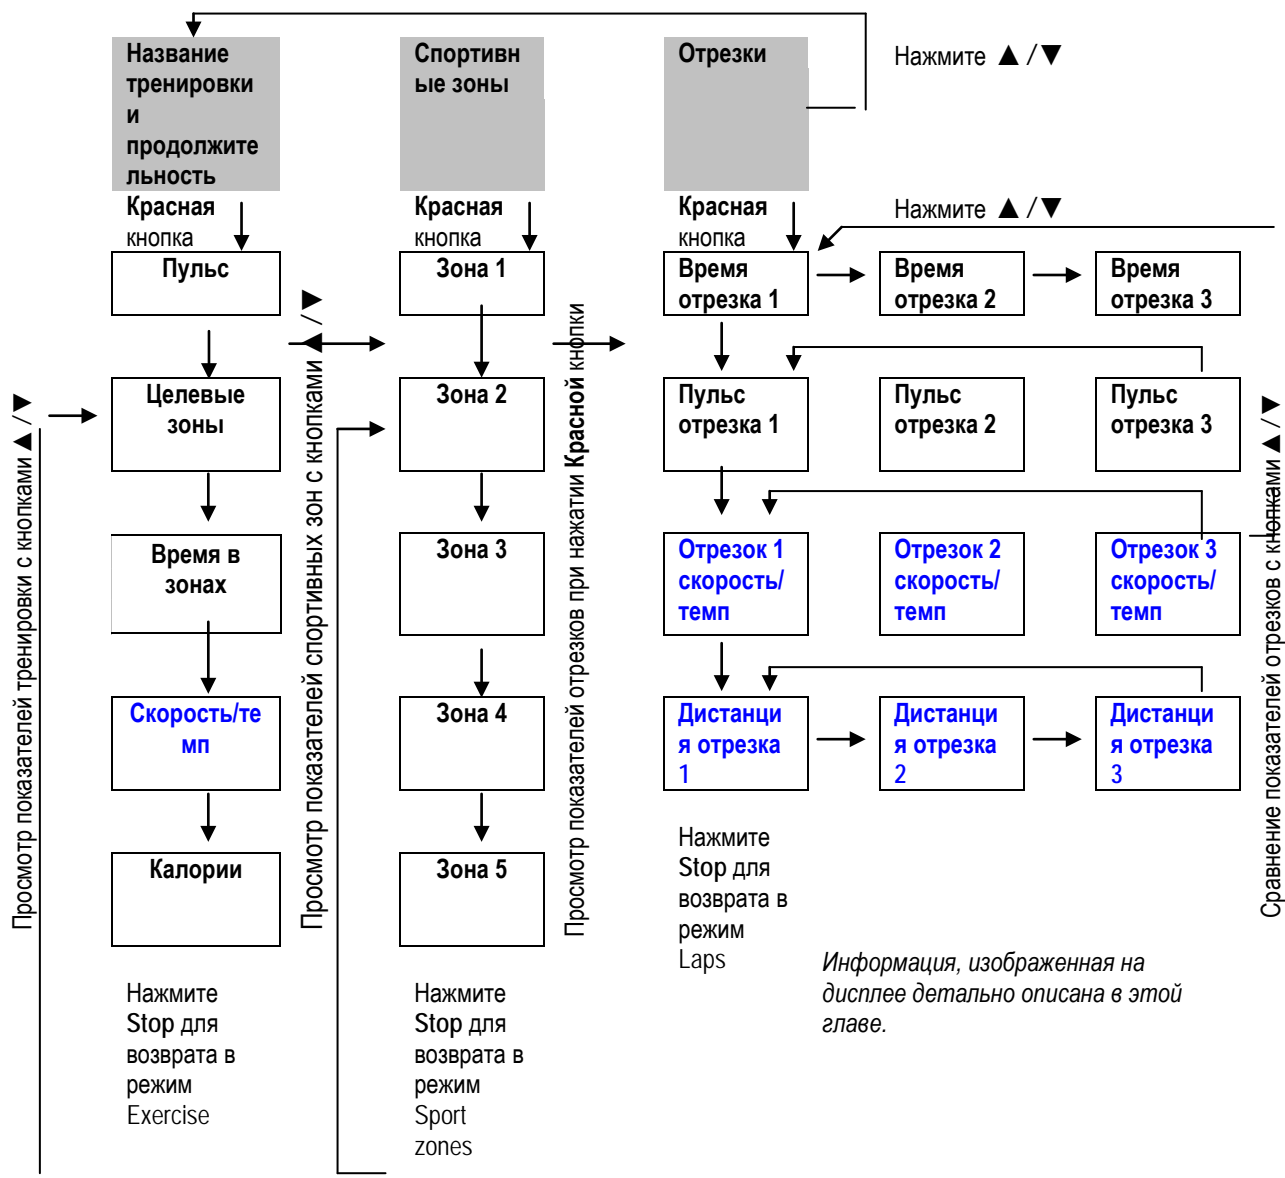 Название
тренировки
и
продолжите
льность
Спортивн
ые зоны
Отрезки
Нажмите ▲ / ▼
Красная
кнопка
Красная
кнопка
Красная
кнопка
Нажмите ▲ / ▼
Пульс
Целевые
зоны
Время в
зонах
Скорость/те
мп
Калории
Нажмите
Stop для
возврата в
режим
Exercise
Зона 1
Зона 2
Зона 3
Зона 4
Зона 5
Нажмите
Stop для
возврата в
режим
Sport
zones
Время
отрезка 1
Время
отрезка 2
Время
отрезка 3
Пульс
отрезка 1
Пульс
отрезка 2
Пульс
отрезка 3
Отрезок 1
скорость/
темп
Отрезок 2
скорость/
темп
Отрезок 3
скорость/
темп
Дистанци
я отрезка
1
Дистанци
я отрезка
2
Дистанци
я отрезка
3
Нажмите
Stop для
возврата в
режим
Laps
Информация, изображенная на
дисплее детально описана в этой
главе.
Просмотр показателей тренировки с кнопками ▲ / ▼
Просмотр показателей спортивных зон с кнопками ▲ / ▼
Просмотр показателей отрезков при нажатии Красной кнопки
Сравнение показателей отрезков с кнопками ▲ / ▼